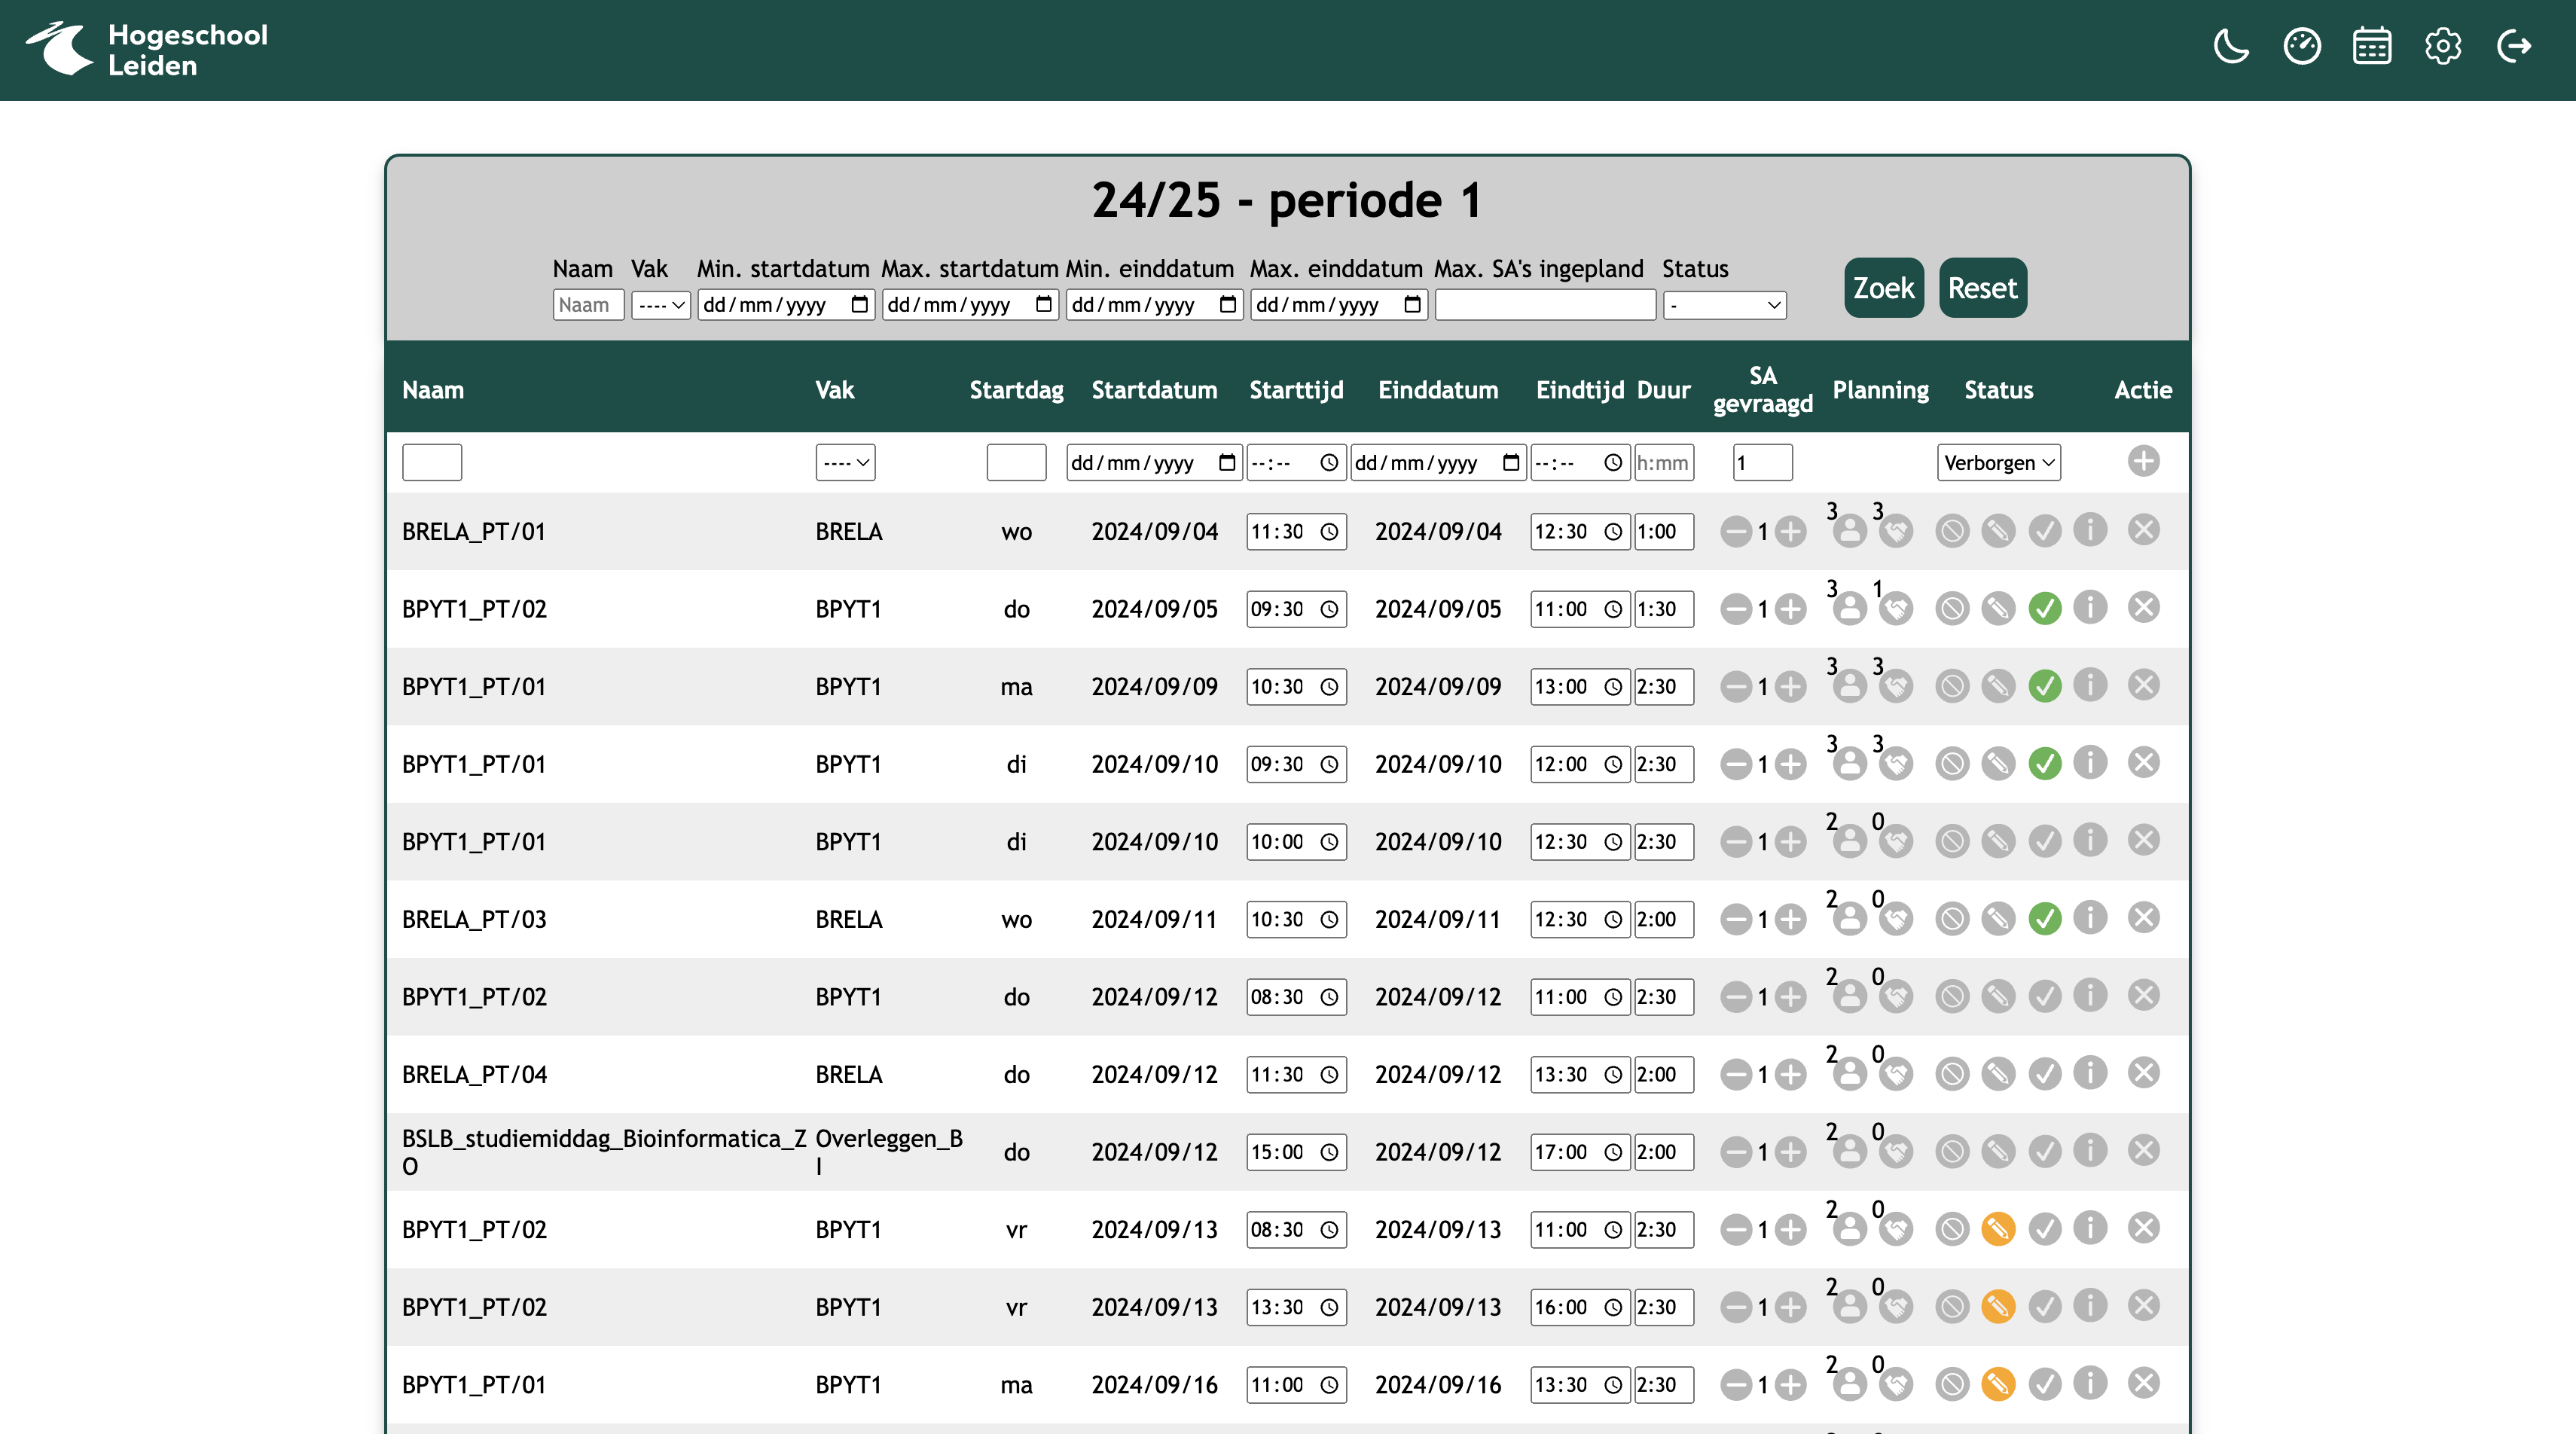 Hogeschool
Leiden
24/25 - periode 1
Naam Vak Min. startdatum Max. startdatum Min. einddatum Max. einddatum Max. SA's ingepland Status
Naam ---- dd/mm/yyyy dd/mm/yyyy dd/mm/yyyy dd/mm/yyyy - Zoek Reset
Naam Vak Startdag Startdatum Starttijd Einddatum Eindtijd Duur SA gevraagd Planning Status Actie
---- dd/mm/yyyy --:-- dd/mm/yyyy --:-- h:mm 1 Verborgen
BRELA_PT/01 BRELA wo 2024/09/04 11:30 2024/09/04 12:30 1:00 1 3 3
BPYT1_PT/02 BPYT1 do 2024/09/05 09:30 2024/09/05 11:00 1:30 1 3 1
BPYT1_PT/01 BPYT1 ma 2024/09/09 10:30 2024/09/09 13:00 2:30 1 3 3
BPYT1_PT/01 BPYT1 di 2024/09/10 09:30 2024/09/10 12:00 2:30 1 3 3
BPYT1_PT/01 BPYT1 di 2024/09/10 10:00 2024/09/10 12:30 2:30 1 2 0
BRELA_PT/03 BRELA wo 2024/09/11 10:30 2024/09/11 12:30 2:00 1 2 0
BPYT1_PT/02 BPYT1 do 2024/09/12 08:30 2024/09/12 11:00 2:30 1 2 0
BRELA_PT/04 BRELA do 2024/09/12 11:30 2024/09/12 13:30 2:00 1 2 0
BSLB_studiemiddag_Bioinformatica_Z Overleggen_B
O I do 2024/09/12 15:00 2024/09/12 17:00 2:00 1 2 0
BPYT1_PT/02 BPYT1 vr 2024/09/13 08:30 2024/09/13 11:00 2:30 1 2 0
BPYT1_PT/02 BPYT1 vr 2024/09/13 13:30 2024/09/13 16:00 2:30 1 2 0
BPYT1_PT/01 BPYT1 ma 2024/09/16 11:00 2024/09/16 13:30 2:30 1 2 0